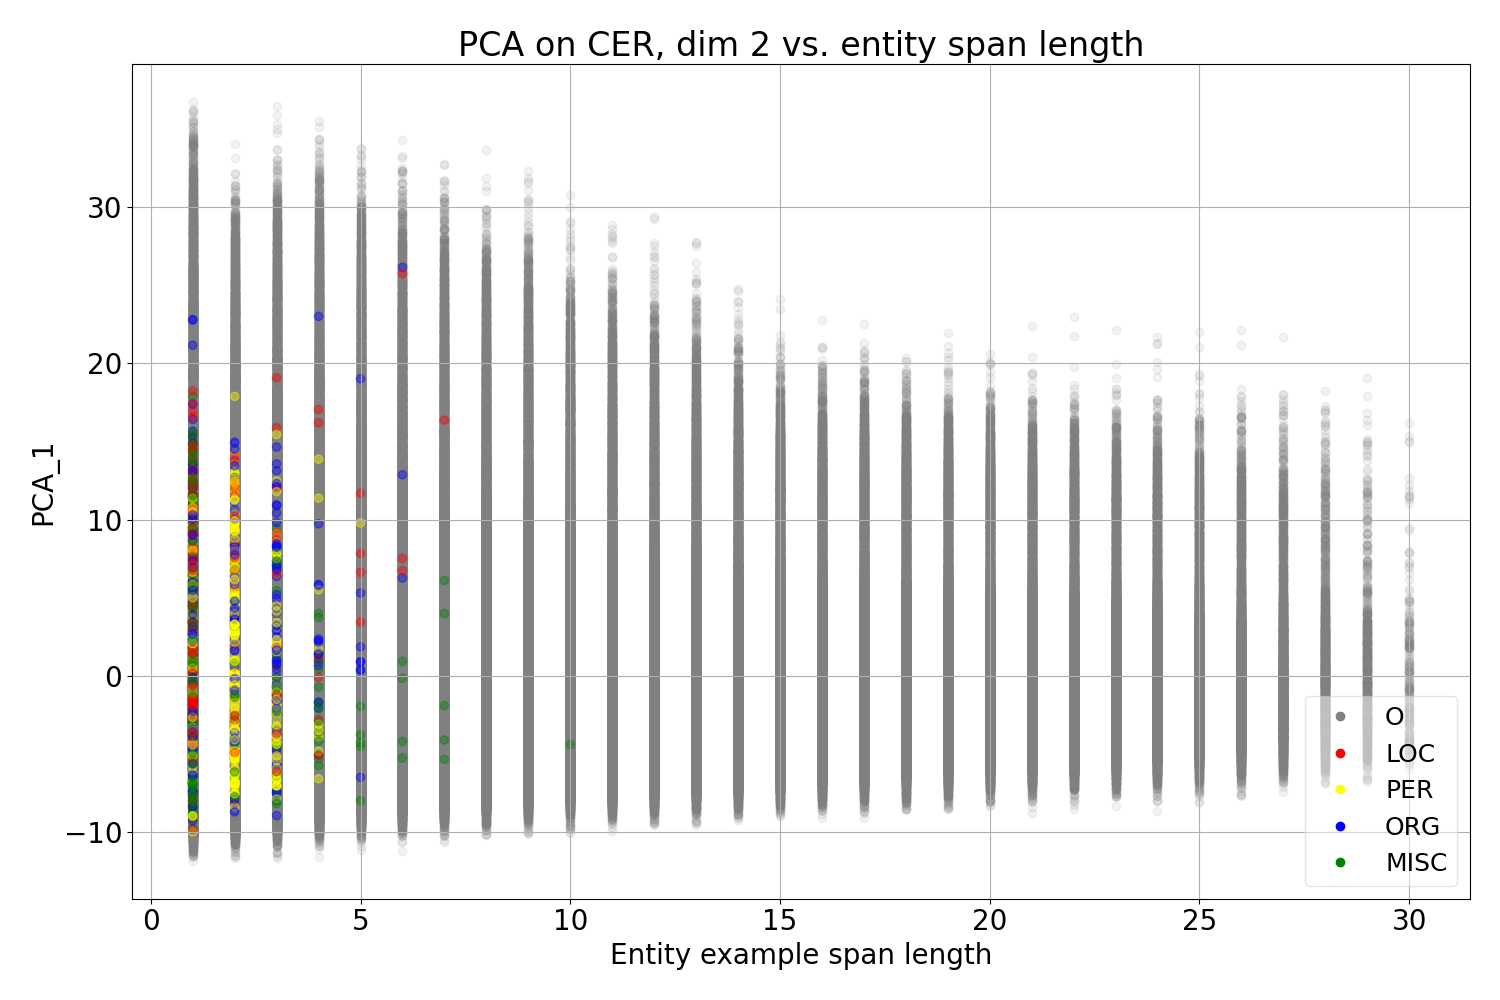 PCA on CER, dim 2 vs. entity span length
PCA_1
30
20
10
0
−10
0 5 10 15 20 25 30
Entity example span length
O
LOC
PER
ORG
MISC